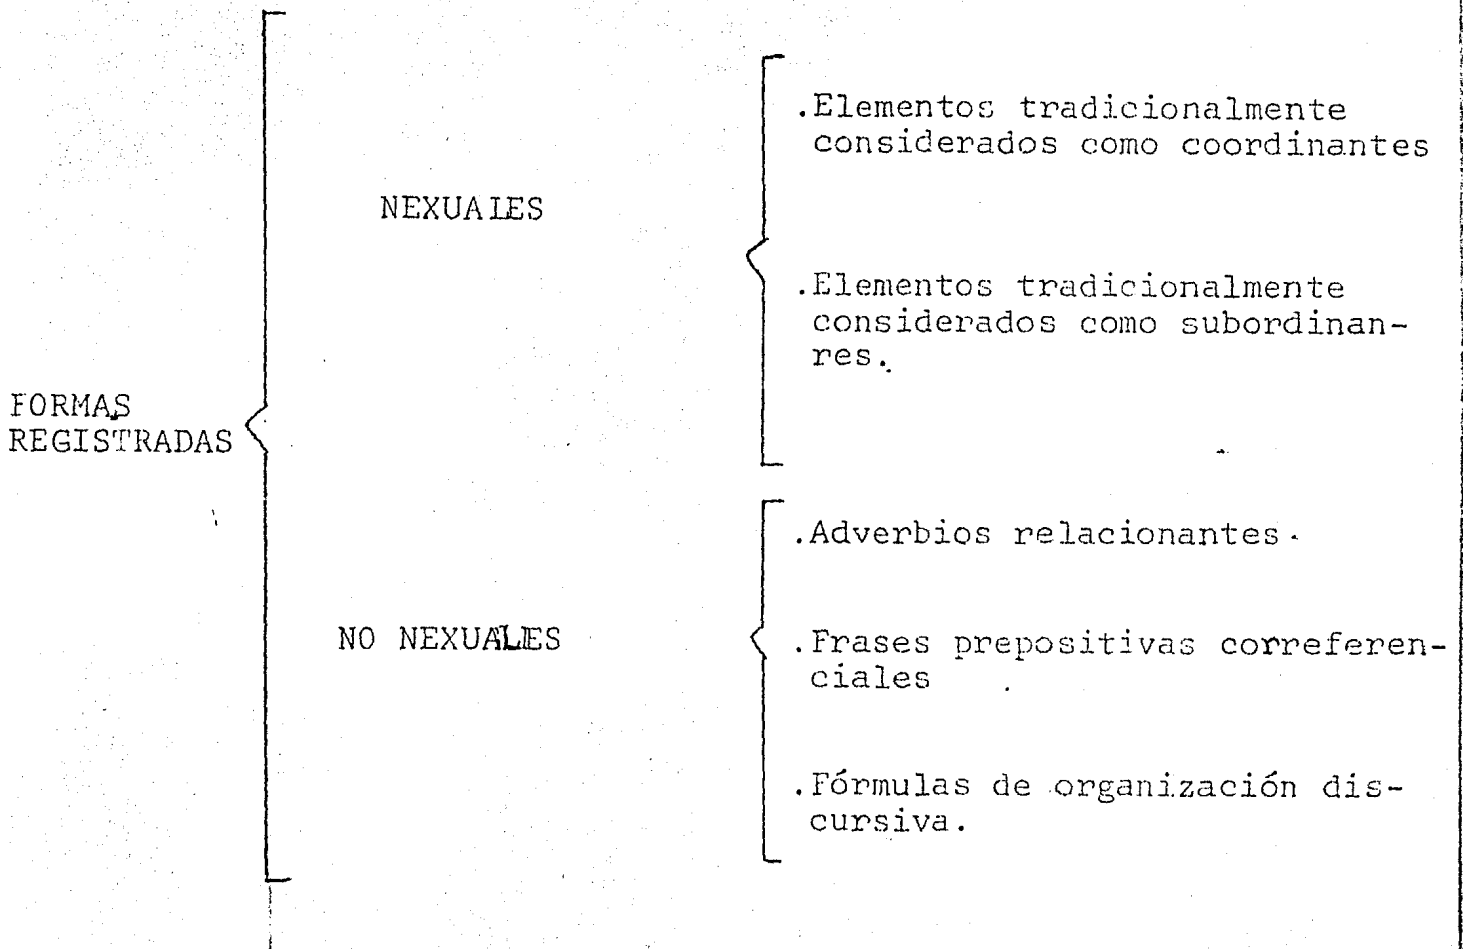 FORMAS
REGISTRADAS
NEXUALES
.Elementos tradicionalmente
considerados como coordinantes
.Elementos tradicionalmente
considerados como subordinan-
res.
NO NEXUALES
.Adverbios relacionantes.
.Frases prepositivas correferen-
ciales
.Fórmulas de organización dis-
cursiva.